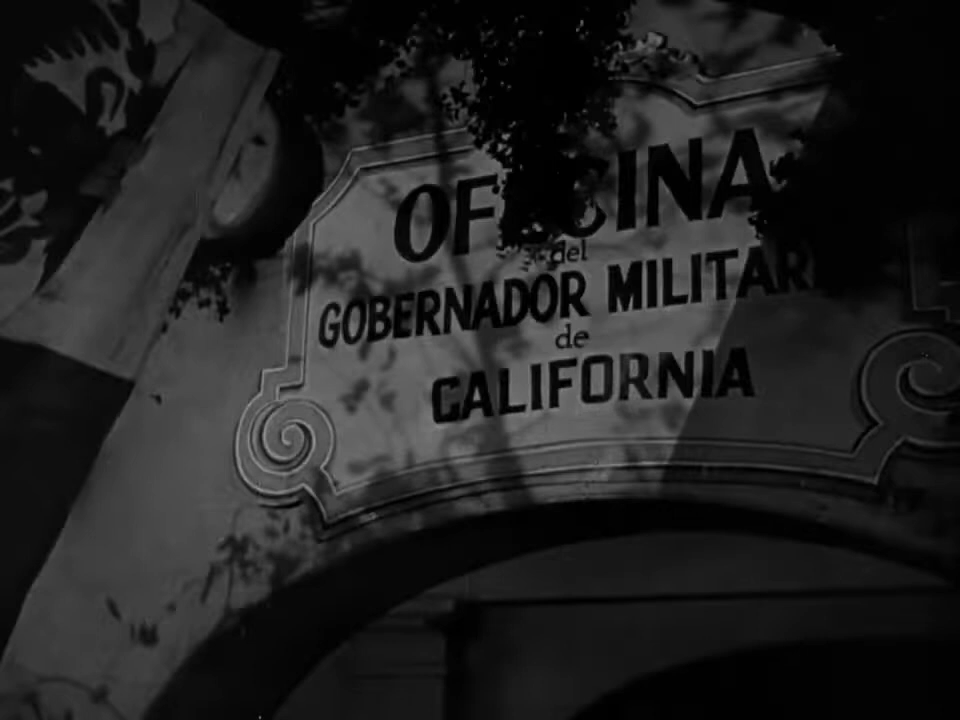 OFICINA
del
GOBERNADOR MILITAR
de
CALIFORNIA